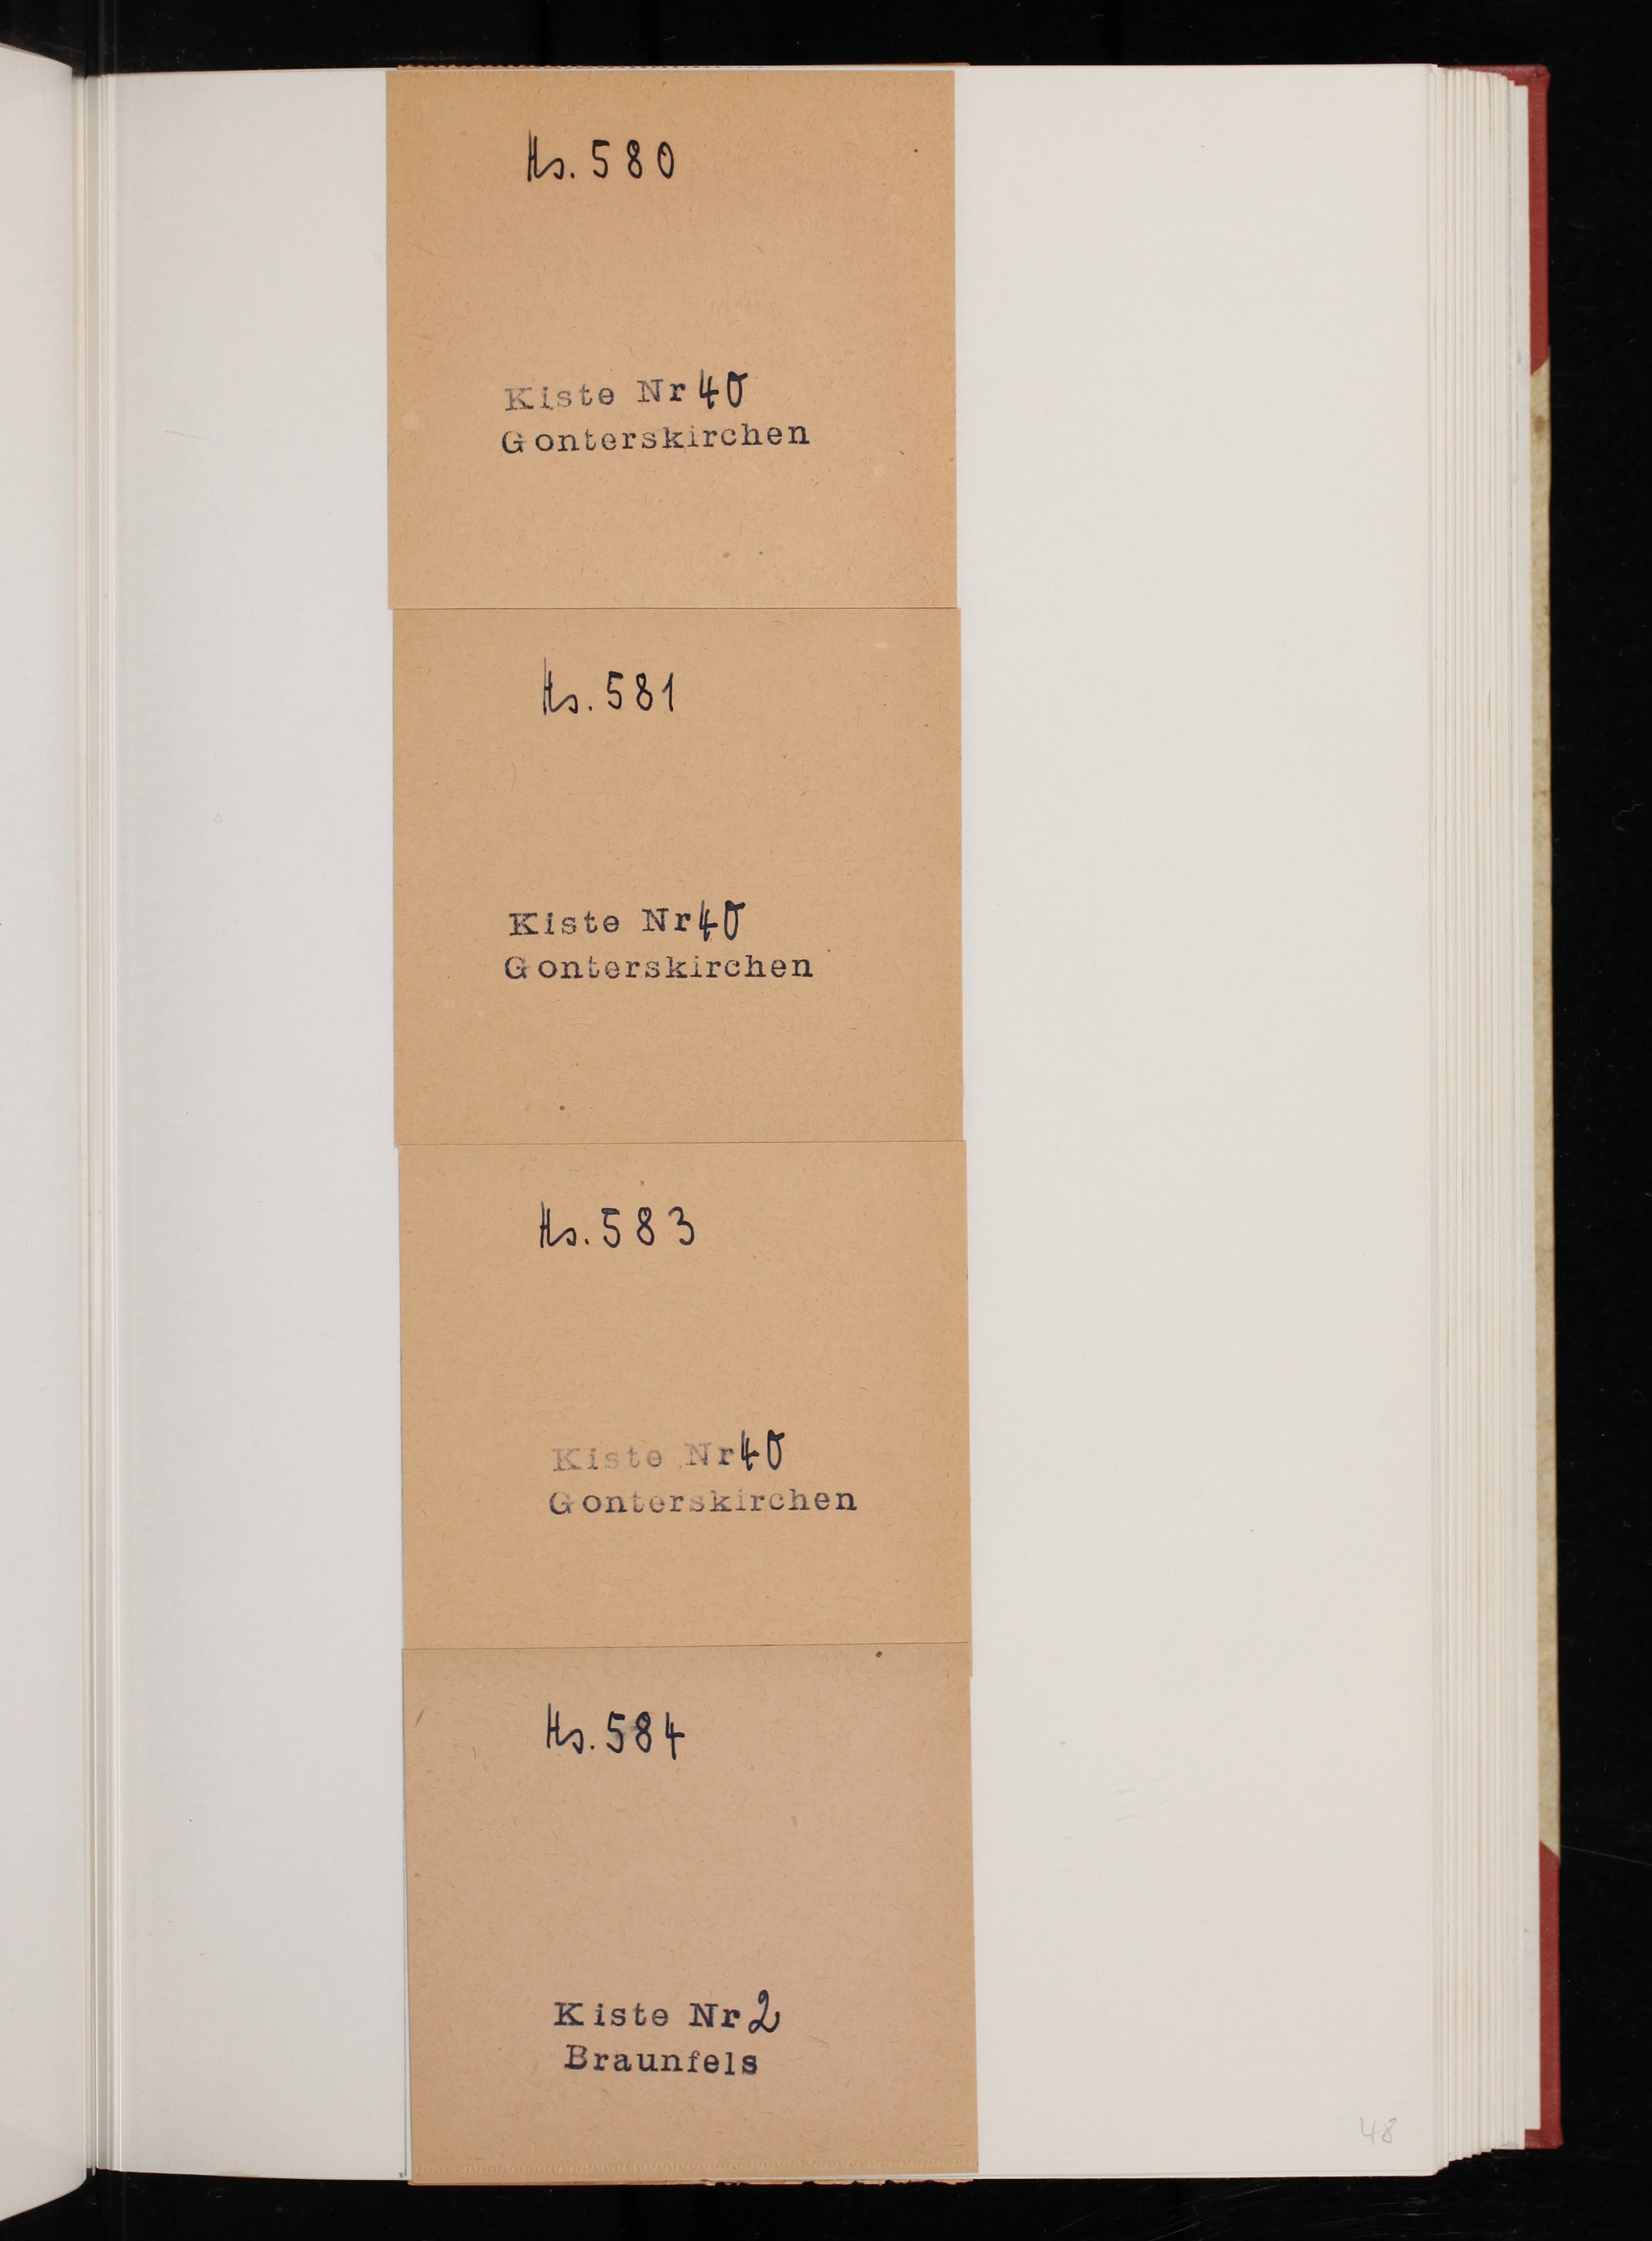 Hs. 580
Kiste Nr 40
Gonterskirchen
Hs. 581
Kiste Nr 40
Gonterskirchen
Hs. 583
Kiste Nr 40
Gonterskirchen
Hs. 584
Kiste Nr 2
Braunfels
48